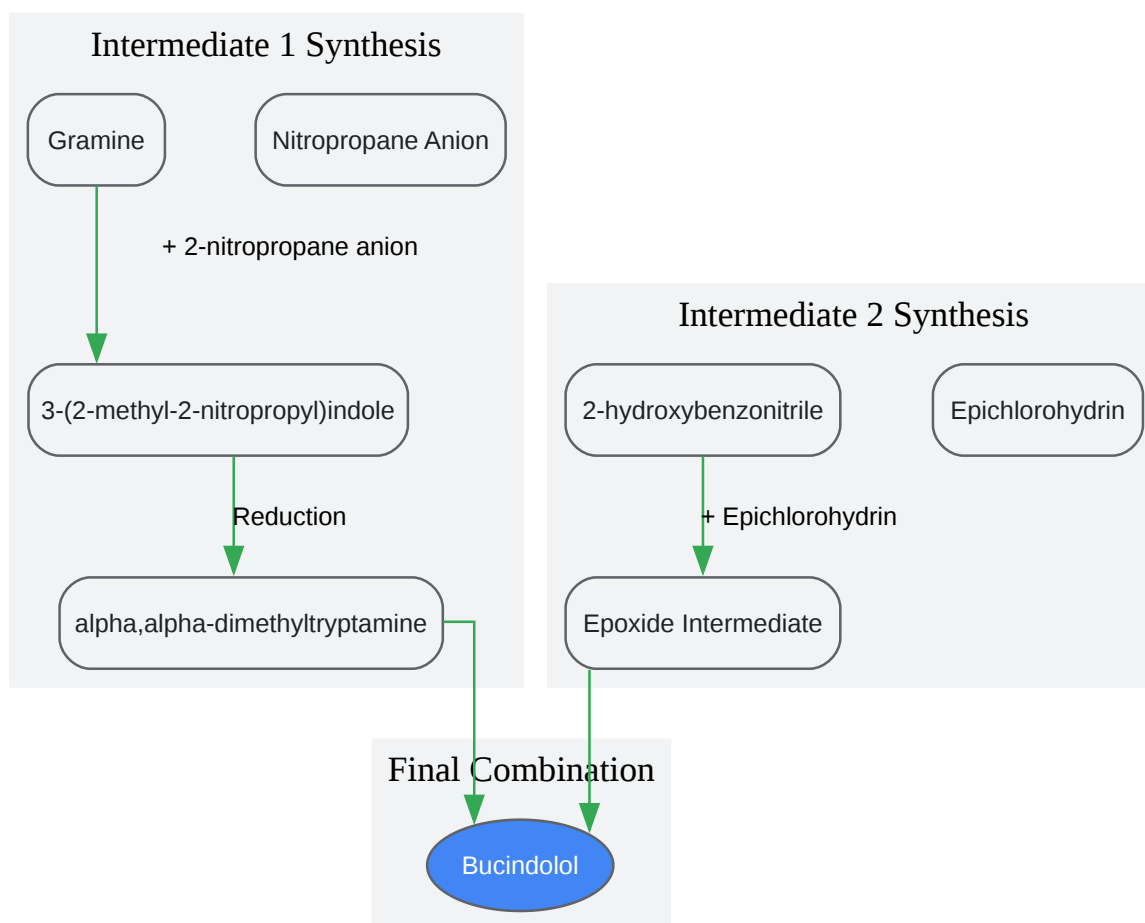 Intermediate 1 Synthesis
Gramine
Nitropropane Anion
+ 2-nitropropane anion
3-(2-methyl-2-nitropropyl)indole
Reduction
alpha,alpha-dimethyltryptamine
Intermediate 2 Synthesis
2-hydroxybenzonitrile
Epichlorohydrin
+ Epichlorohydrin
Epoxide Intermediate
Final Combination
Bucindolol